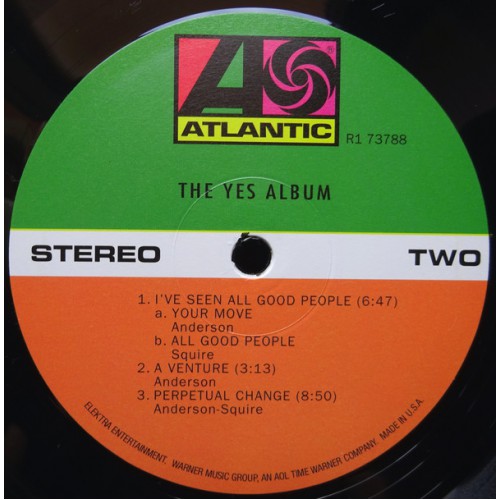 ATLANTIC
®
R1 73788
THE YES ALBUM
STEREO
TWO
1. I'VE SEEN ALL GOOD PEOPLE (6:47)
a. YOUR MOVE
Anderson
b. ALL GOOD PEOPLE
Squire
2. A VENTURE (3:13)
Anderson
3. PERPETUAL CHANGE (8:50)
Anderson-Squire
ELEKTRA ENTERTAINMENT. WARNER MUSIC GROUP, AN AOL TIME WARNER COMPANY. MADE IN U.S.A.